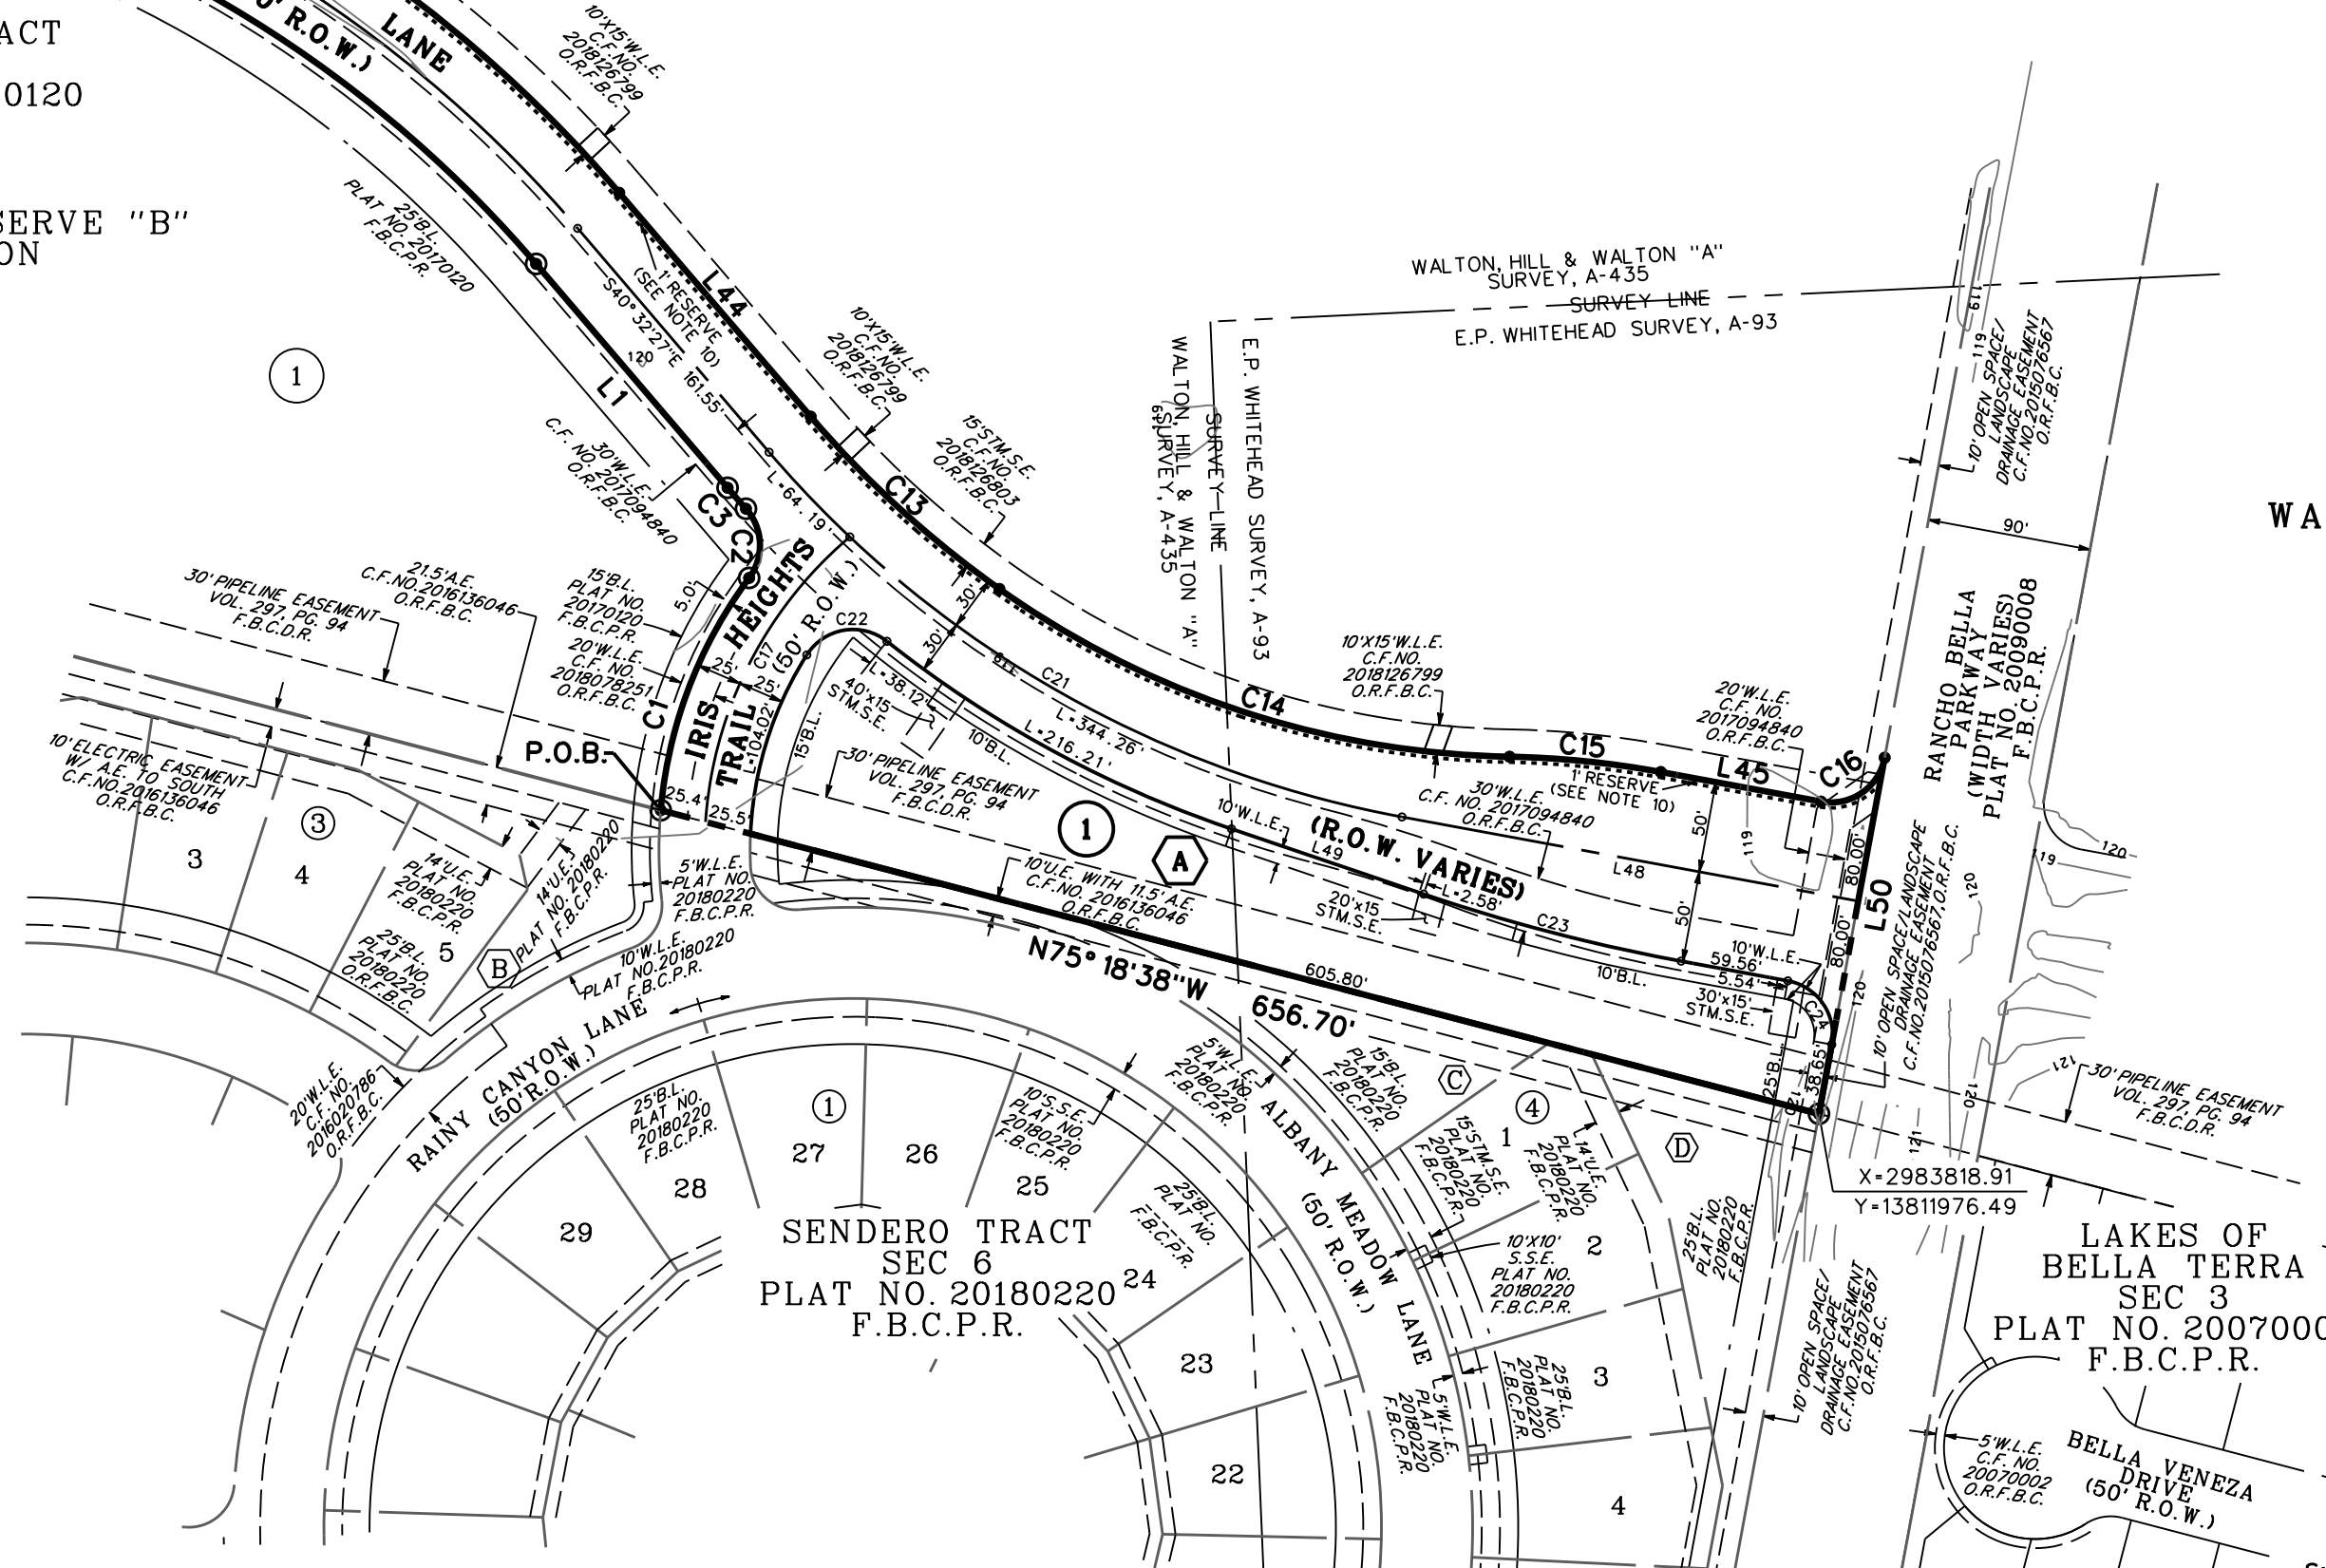 ACT
0120
SERVE "B"
ON
0' R.O.W.)
LANE
10'X15'W.L.E.
C.F.NO.
2018126799
O.R.F.B.C.
25'B.L.
PLAT NO. 20170120
F.B.C.P.R.
1
L44
1' RESERVE
(SEE NOTE 10)
S40°32'27"E 161.55'
120
L1
10'X15'W.L.E.
C.F.NO.
2018126799
O.R.F.B.C.
15'STM.S.E.
C.F.NO.
2018126803
O.R.F.B.C.
C13
30'W.L.E.
C.F. NO. 2017094840
O.R.F.B.C.
C3
C2
L=64.19'
WALTON, HILL & WALTON "A"
SURVEY, A-435
SURVEY LINE
E.P. WHITEHEAD SURVEY, A-93
WALTON, HILL & WALTON "A"
SURVEY, A-435
SURVEY LINE
E.P. WHITEHEAD SURVEY, A-93
119
119
119
10' OPEN SPACE/
LANDSCAPE
DRAINAGE EASEMENT
C.F.NO.2015076567
O.R.F.B.C.
WA
90'
RANCHO BELLA
PARKWAY
(WIDTH VARIES)
PLAT NO. 20090008
F.B.C.P.R.
30' PIPELINE EASEMENT
VOL. 297, PG. 94
F.B.C.D.R.
21.5'A.E.
C.F.NO.2016136046
O.R.F.B.C.
15'B.L.
PLAT NO.
20170120
F.B.C.P.R.
5.0'
20'W.L.E.
C.F. NO.
2018078251
O.R.F.B.C.
C1
IRIS HEIGHTS
TRAIL (50' R.O.W.)
25'
25'
C17
C22
30'
30'
119
C21
L=344.26'
L=216.21'
L=38.12'
40'x15
STM.S.E.
10'B.L.
15'B.L.
L=104.02'
P.O.B.
25.4'
25.5'
30' PIPELINE EASEMENT
VOL. 297, PG. 94
F.B.C.D.R.
C14
10'X15'W.L.E.
C.F.NO.
2018126799
O.R.F.B.C.
C15
1' RESERVE
(SEE NOTE 10)
L45
C16
20'W.L.E.
C.F. NO.
2017094840
O.R.F.B.C.
30'W.L.E.
C.F. NO. 2017094840
O.R.F.B.C.
10'W.L.E.
L49
(R.O.W. VARIES)
L48
50'
50'
119
80.00'
80.00'
L50
1
A
10'U.E. WITH 11.5'A.E.
C.F.NO. 2016136046
O.R.F.B.C.
20'x15
STM.S.E.
L=2.58'
C23
10'W.L.E.
59.56'
5.54'
30'x15'
STM.S.E.
10'B.L.
C24
38.65'
25'B.L.
120
120
10' OPEN SPACE/LANDSCAPE
DRAINAGE EASEMENT
C.F.NO.2015076567,O.R.F.B.C.
120
119
120
120
121
121
N75°18'38"W 656.70'
605.80'
10' ELECTRIC EASEMENT
W/ A.E. TO SOUTH
C.F.NO.2016136046
O.R.F.B.C.
3
3
4
5
14'U.E.
PLAT NO.
20180220
F.B.C.P.R.
25'B.L.
PLAT NO.
20180220
O.R.F.B.C.
B
14'U.E.
PLAT NO. 20180220
F.B.C.P.R.
5'W.L.E.
PLAT NO.
20180220
F.B.C.P.R.
10'W.L.E.
PLAT NO.20180220
F.B.C.P.R.
RAINY CANYON LANE
(50'R.O.W.)
20'W.L.E.
C.F. NO.
2016020786
O.R.F.B.C.
25'B.L.
PLAT NO.
20180220
F.B.C.P.R.
1
27
26
25
28
29
24
23
22
10'S.S.E.
PLAT NO.
20180220
F.B.C.P.R.
25'B.L.
PLAT NO.
F.B.C.P.R.
5'W.L.E.
PLAT NO.
20180220
F.B.C.P.R.
SENDERO TRACT
SEC 6
PLAT NO. 20180220
F.B.C.P.R.
ALBANY MEADOW LANE
(50' R.O.W.)
15'B.L.
PLAT NO.
20180220
F.B.C.P.R.
C
4
1
D
15'STM.S.E.
PLAT NO.
20180220
F.B.C.P.R.
14'U.E.
PLAT NO.
20180220
F.B.C.P.R.
10'X10'
S.S.E.
PLAT NO.
20180220
F.B.C.P.R.
2
3
4
25'B.L.
PLAT NO.
20180220
F.B.C.P.R.
5'W.L.E.
PLAT NO.
20180220
F.B.C.P.R.
25'B.L.
PLAT NO.
20180220
F.B.C.P.R.
X=2983818.91
Y=13811976.49
30' PIPELINE EASEMENT
VOL. 297, PG. 94
F.B.C.D.R.
10' OPEN SPACE/
LANDSCAPE
DRAINAGE EASEMENT
C.F.NO.2015076567
O.R.F.B.C.
LAKES OF
BELLA TERRA
SEC 3
PLAT NO. 2007000
F.B.C.P.R.
5'W.L.E.
C.F. NO.
20070002
O.R.F.B.C.
BELLA VENEZA
DRIVE
(50' R.O.W.)